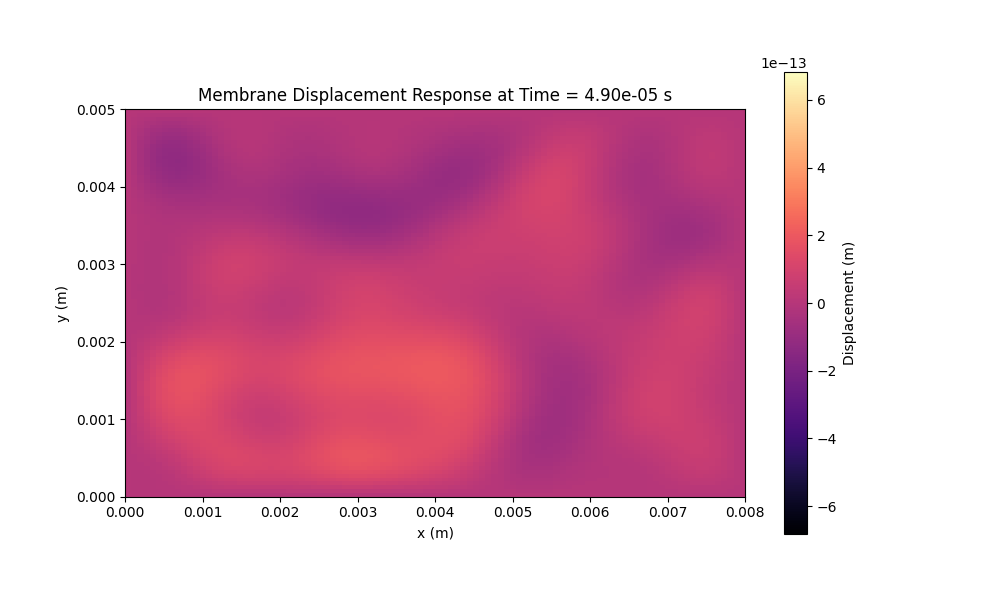 1e−13
Membrane Displacement Response at Time = 4.90e-05 s
0.005
0.004
0.003
0.002
0.001
0.000
y (m)
0.000 0.001 0.002 0.003 0.004 0.005 0.006 0.007 0.008
x (m)
6
4
2
0
−2
−4
−6
Displacement (m)